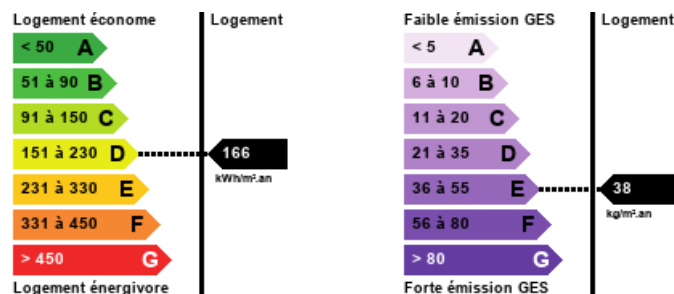 Logement économe
Logement
< 50 A
51 à 90 B
91 à 150 C
151 à 230 D
166
kWh/m².an
231 à 330 E
331 à 450 F
> 450 G
Logement énergivore
Faible émission GES
Logement
< 5 A
6 à 10 B
11 à 20 C
21 à 35 D
36 à 55 E
38
kg/m².an
56 à 80 F
> 80 G
Forte émission GES